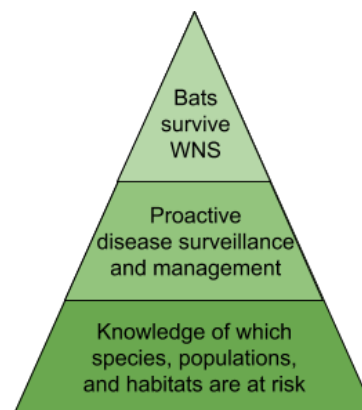 Bats
survive
WNS
Proactive
disease surveillance
and management
Knowledge of which
species, populations,
and habitats are at risk